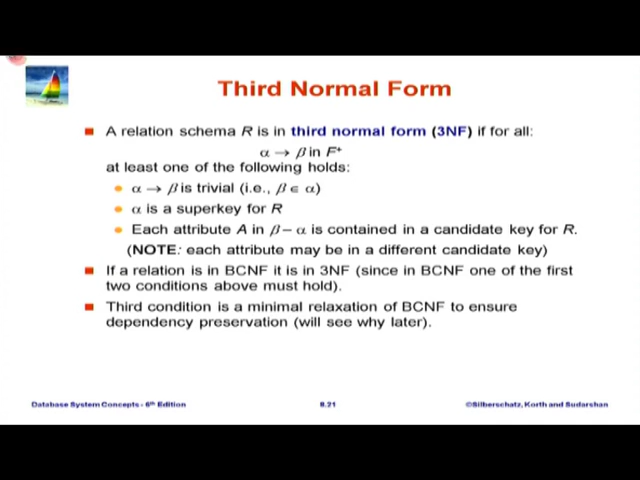 Third Normal Form
A relation schema R is in third normal form (3NF) if for all:
α → β in F+
at least one of the following holds:
α → β is trivial (i.e., β ∈ α)
α is a superkey for R
Each attribute A in β – α is contained in a candidate key for R.
(NOTE: each attribute may be in a different candidate key)
If a relation is in BCNF it is in 3NF (since in BCNF one of the first
two conditions above must hold).
Third condition is a minimal relaxation of BCNF to ensure
dependency preservation (will see why later).
Database System Concepts - 6th Edition
8.21
©Silberschatz, Korth and Sudarshan